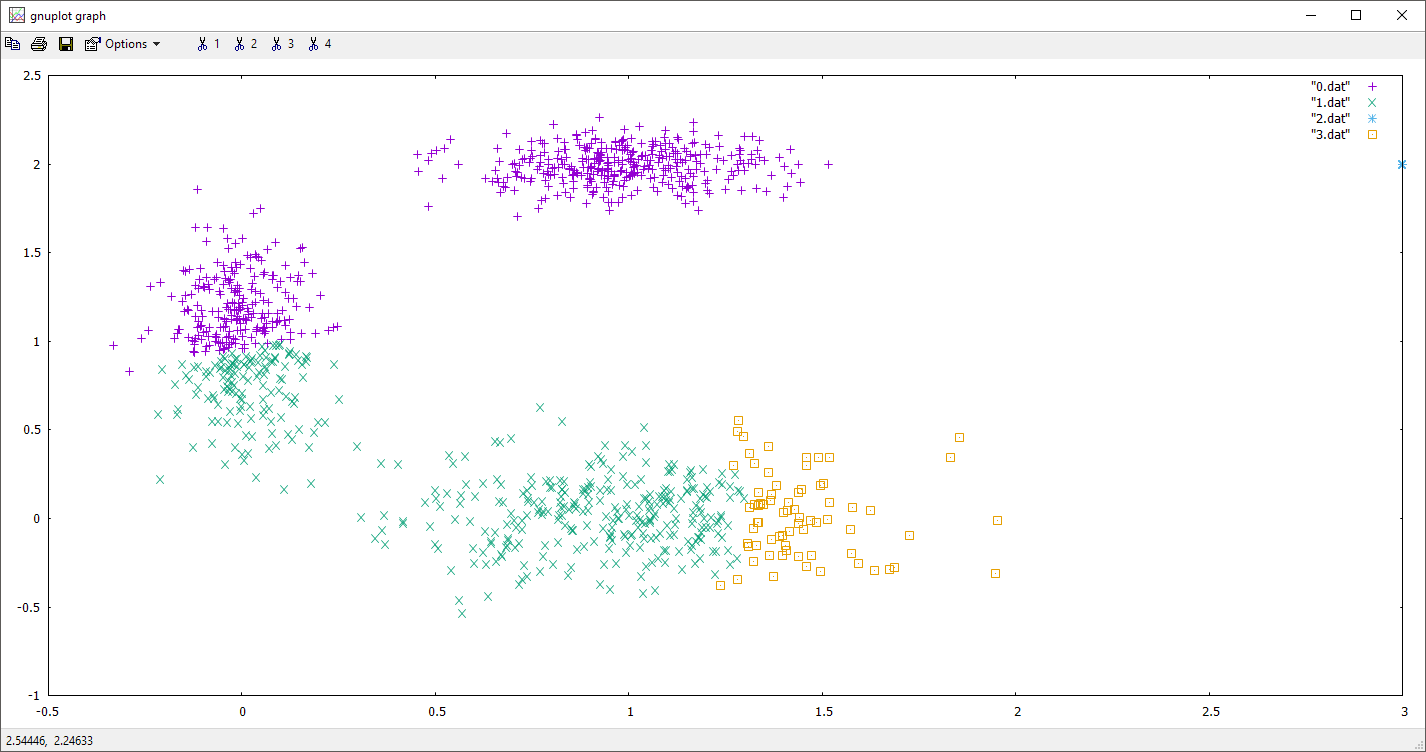 gnuplot graph
Options 1 2 3 4
2.5
2
1.5
1
0.5
0
-0.5
-1
"0.dat"
"1.dat"
"2.dat"
"3.dat"
-0.5 0 0.5 1 1.5 2 2.5 3
2.54446, 2.24633